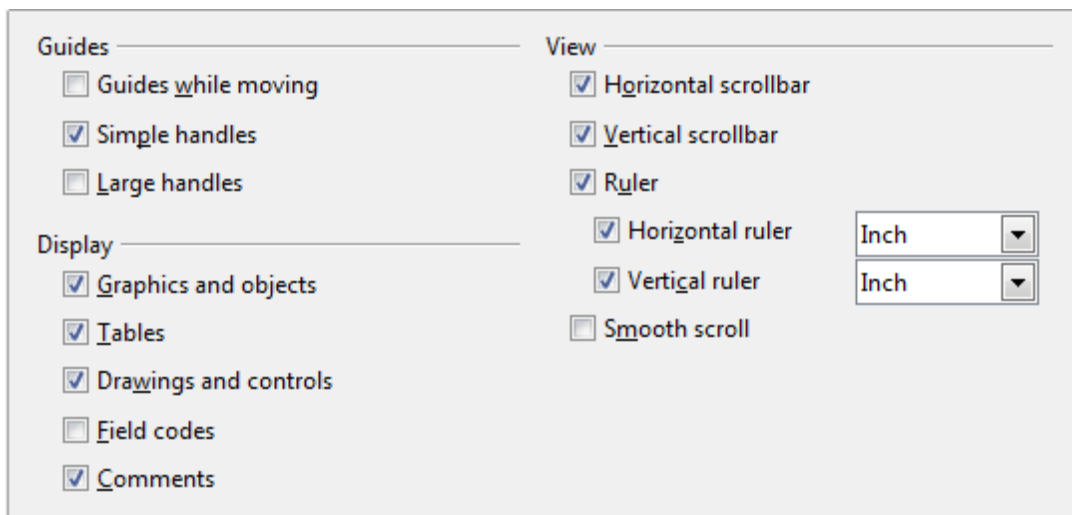 Guides
Guides while moving
Simple handles
Large handles
Display
Graphics and objects
Tables
Drawings and controls
Field codes
Comments
View
Horizontal scrollbar
Vertical scrollbar
Ruler
Horizontal ruler Inch
Vertical ruler Inch
Smooth scroll